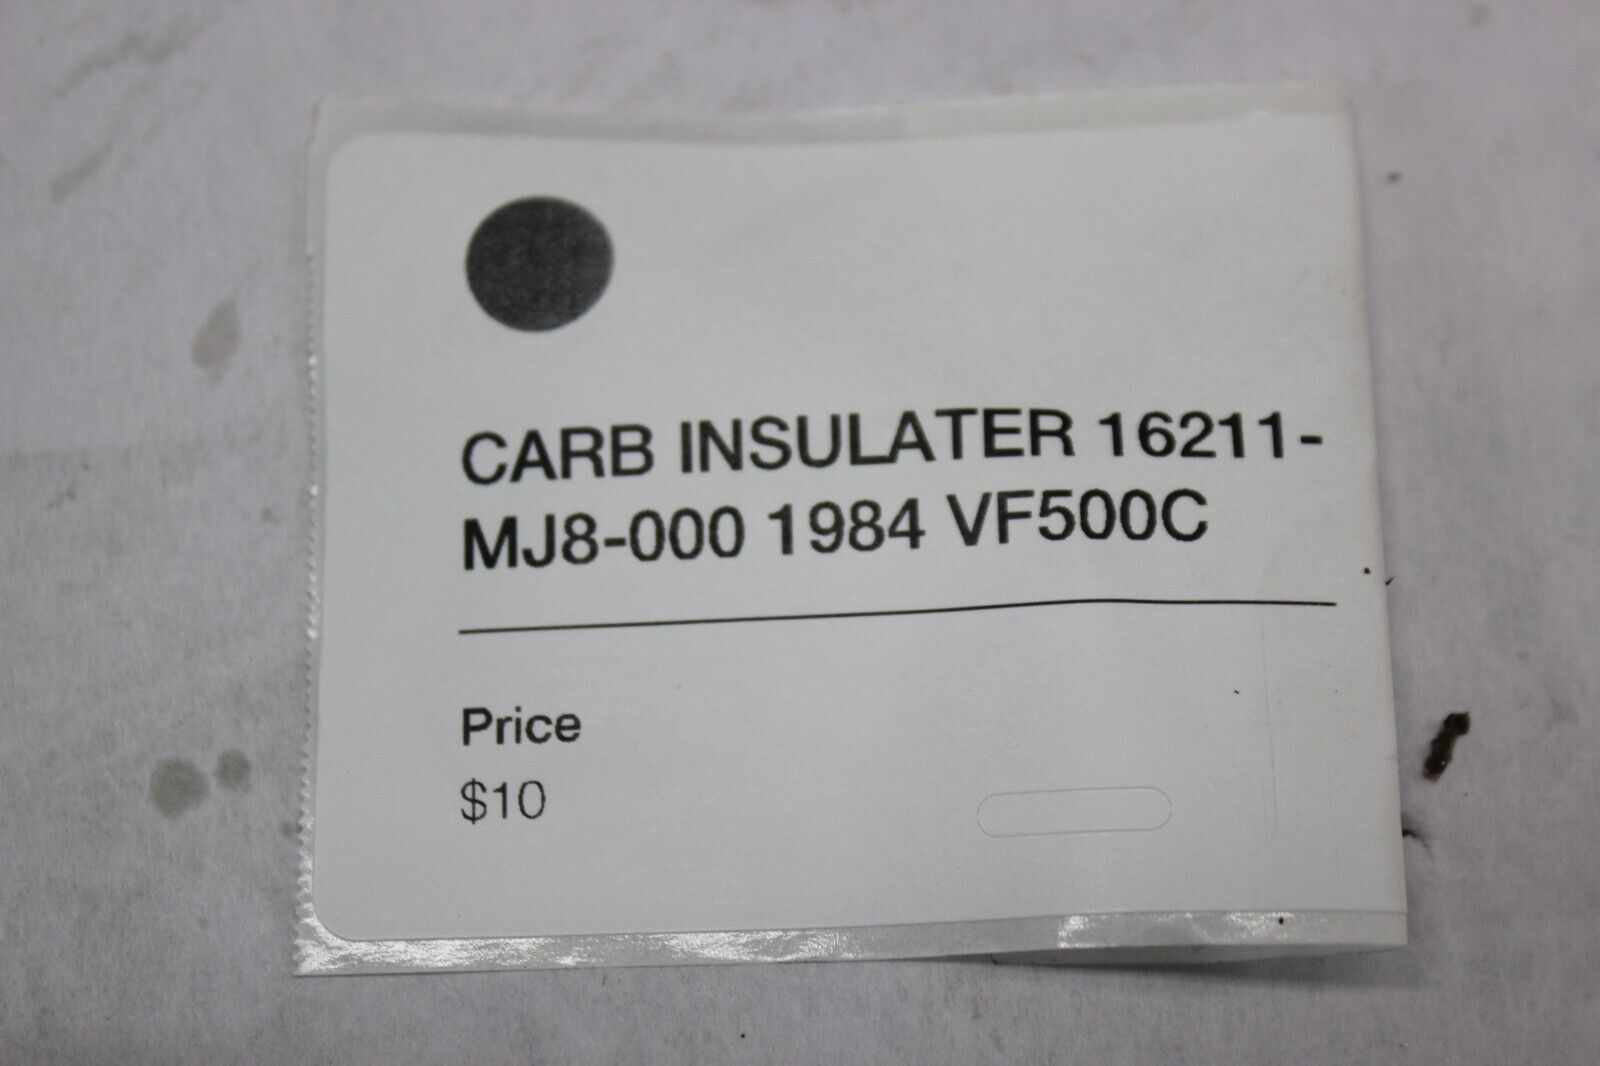 CARB INSULATER 16211-
MJ8-000 1984 VF500C
Price
$10